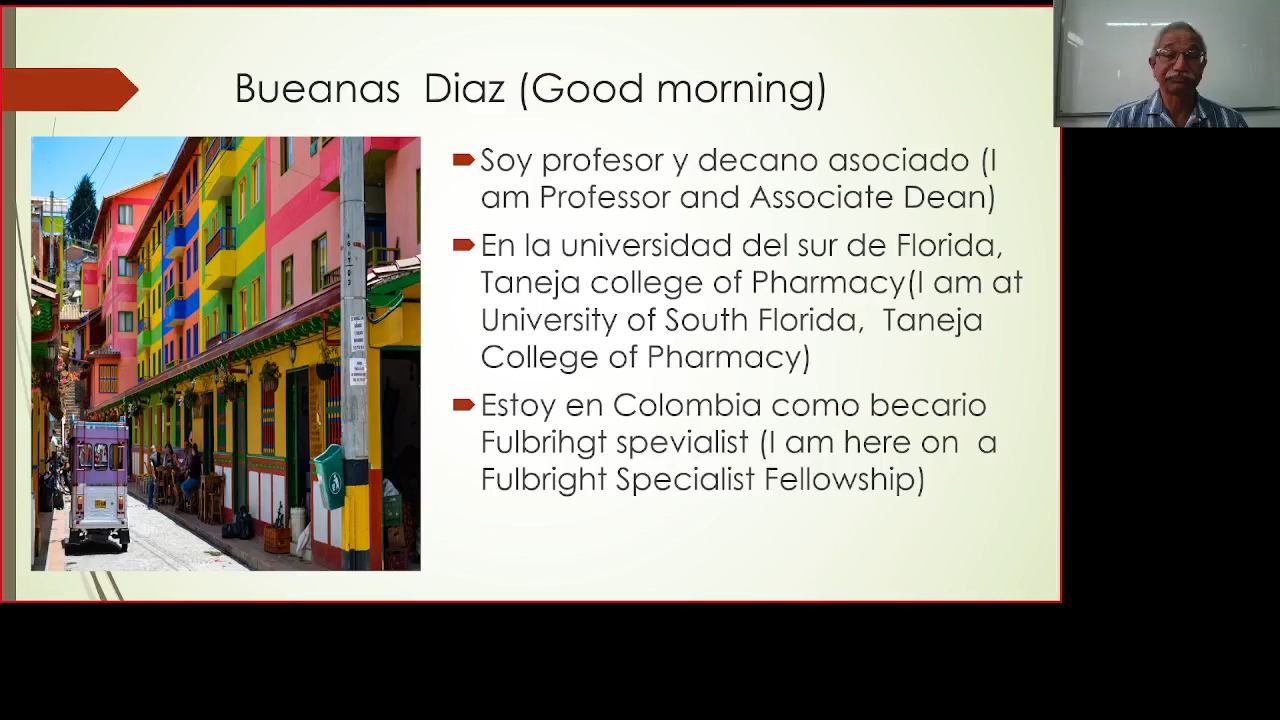 Bueanas  Diaz (Good morning)
Soy profesor y decano asociado (I
am Professor and Associate Dean)
En la universidad del sur de Florida,
Taneja college of Pharmacy(I am at
University of South Florida,  Taneja
College of Pharmacy)
Estoy en Colombia como becario
Fulbrihgt spevialist (I am here on  a
Fulbright Specialist Fellowship)